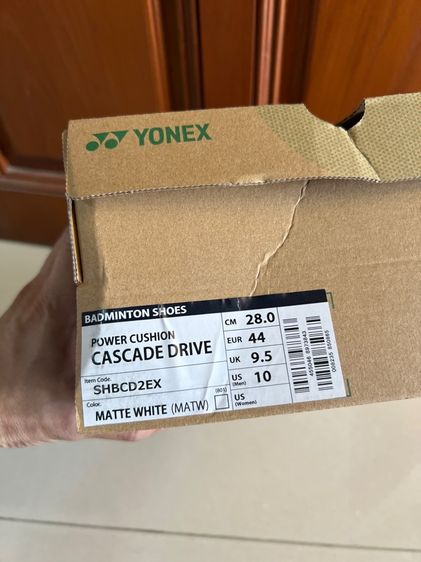 YONEX
BADMINTON SHOES
POWER CUSHION
CASCADE DRIVE
Item Code.
SHBCD2EX
Color.
(801)
MATTE WHITE (MATW)
CM 28.0
EUR 44
UK 9.5
US (Men) 10
US (Women)